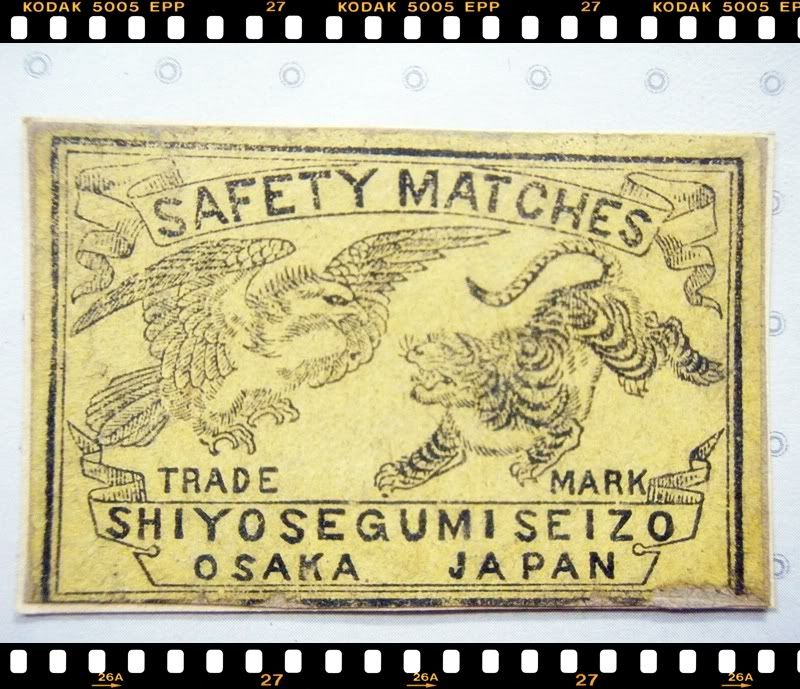 KODAK 5005 EPP 27 KODAK 5005 EPP 27 KODAK 5005 EPP
SAFETY MATCHES
TRADE MARK
SHIYOSEGUMI SEIZO
OSAKA JAPAN
26A 27 26A 27 26A